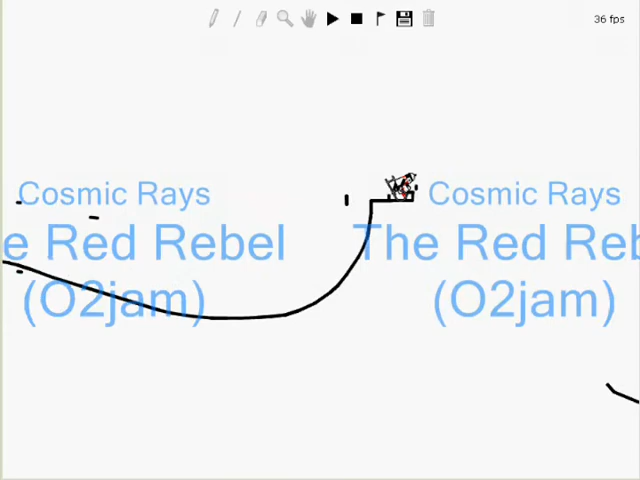 36 fps
Cosmic Rays
e Red Rebel
(O2jam)
Cosmic Rays
The Red Reb
(O2jam)